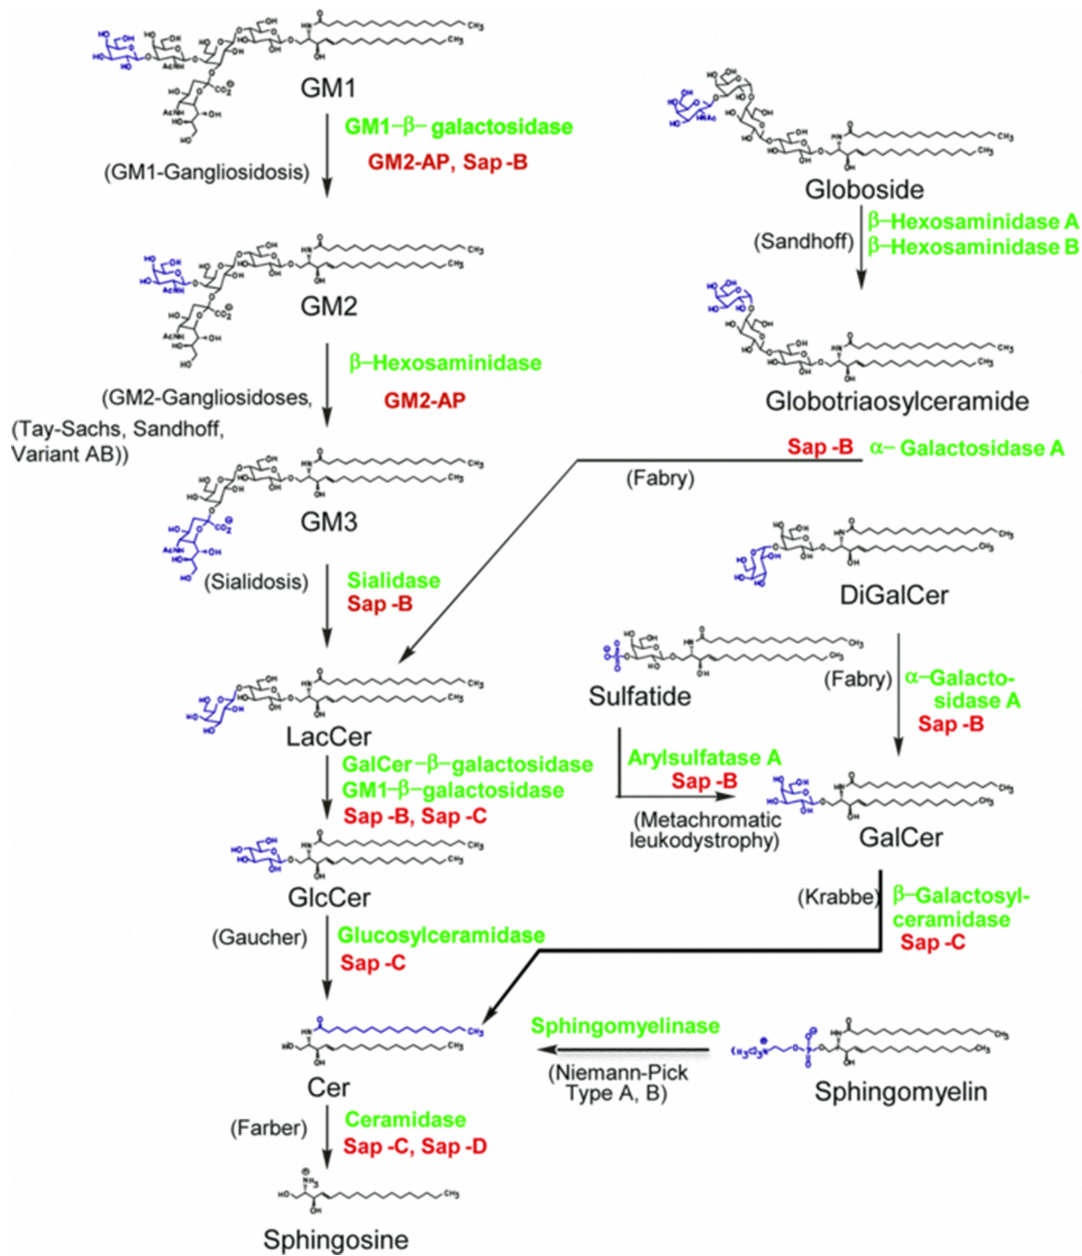 GM1
GM1-β- galactosidase
GM2-AP, Sap -B
(GM1-Gangliosidosis)
GM2
β-Hexosaminidase
GM2-AP
(GM2-Gangliosidoses,
(Tay-Sachs, Sandhoff,
Variant AB))
GM3
(Sialidosis)
Sialidase
Sap -B
LacCer
GalCer-β-galactosidase
GM1-β-galactosidase
Sap -B, Sap -C
GlcCer
(Gaucher)
Glucosylceramidase
Sap -C
Cer
(Farber)
Ceramidase
Sap -C, Sap -D
Sphingosine
Globoside
(Sandhoff)
β-Hexosaminidase A
β-Hexosaminidase B
Globotriaosylceramide
Sap -B α- Galactosidase A
(Fabry)
DiGalCer
(Fabry)
α-Galacto-
sidase A
Sap -B
Sulfatide
Arylsulfatase A
Sap -B
(Metachromatic
leukodystrophy)
GalCer
(Krabbe)
β-Galactosyl-
ceramidase
Sap -C
Sphingomyelinase
(Niemann-Pick
Type A, B)
Sphingomyelin